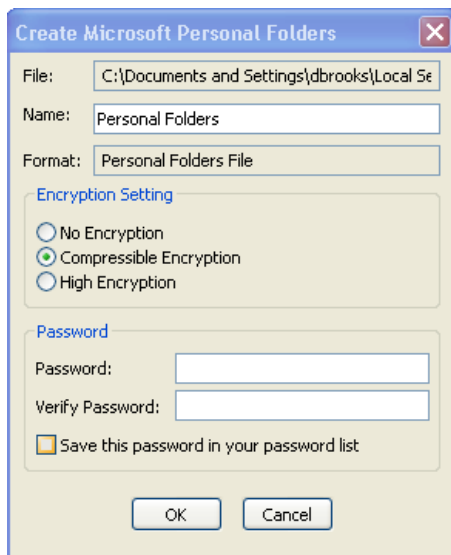 Create Microsoft Personal Folders
File: C:\Documents and Settings\dbrooks\Local Se
Name: Personal Folders
Format: Personal Folders File
Encryption Setting
No Encryption
Compressible Encryption
High Encryption
Password
Password:
Verify Password:
Save this password in your password list
OK Cancel